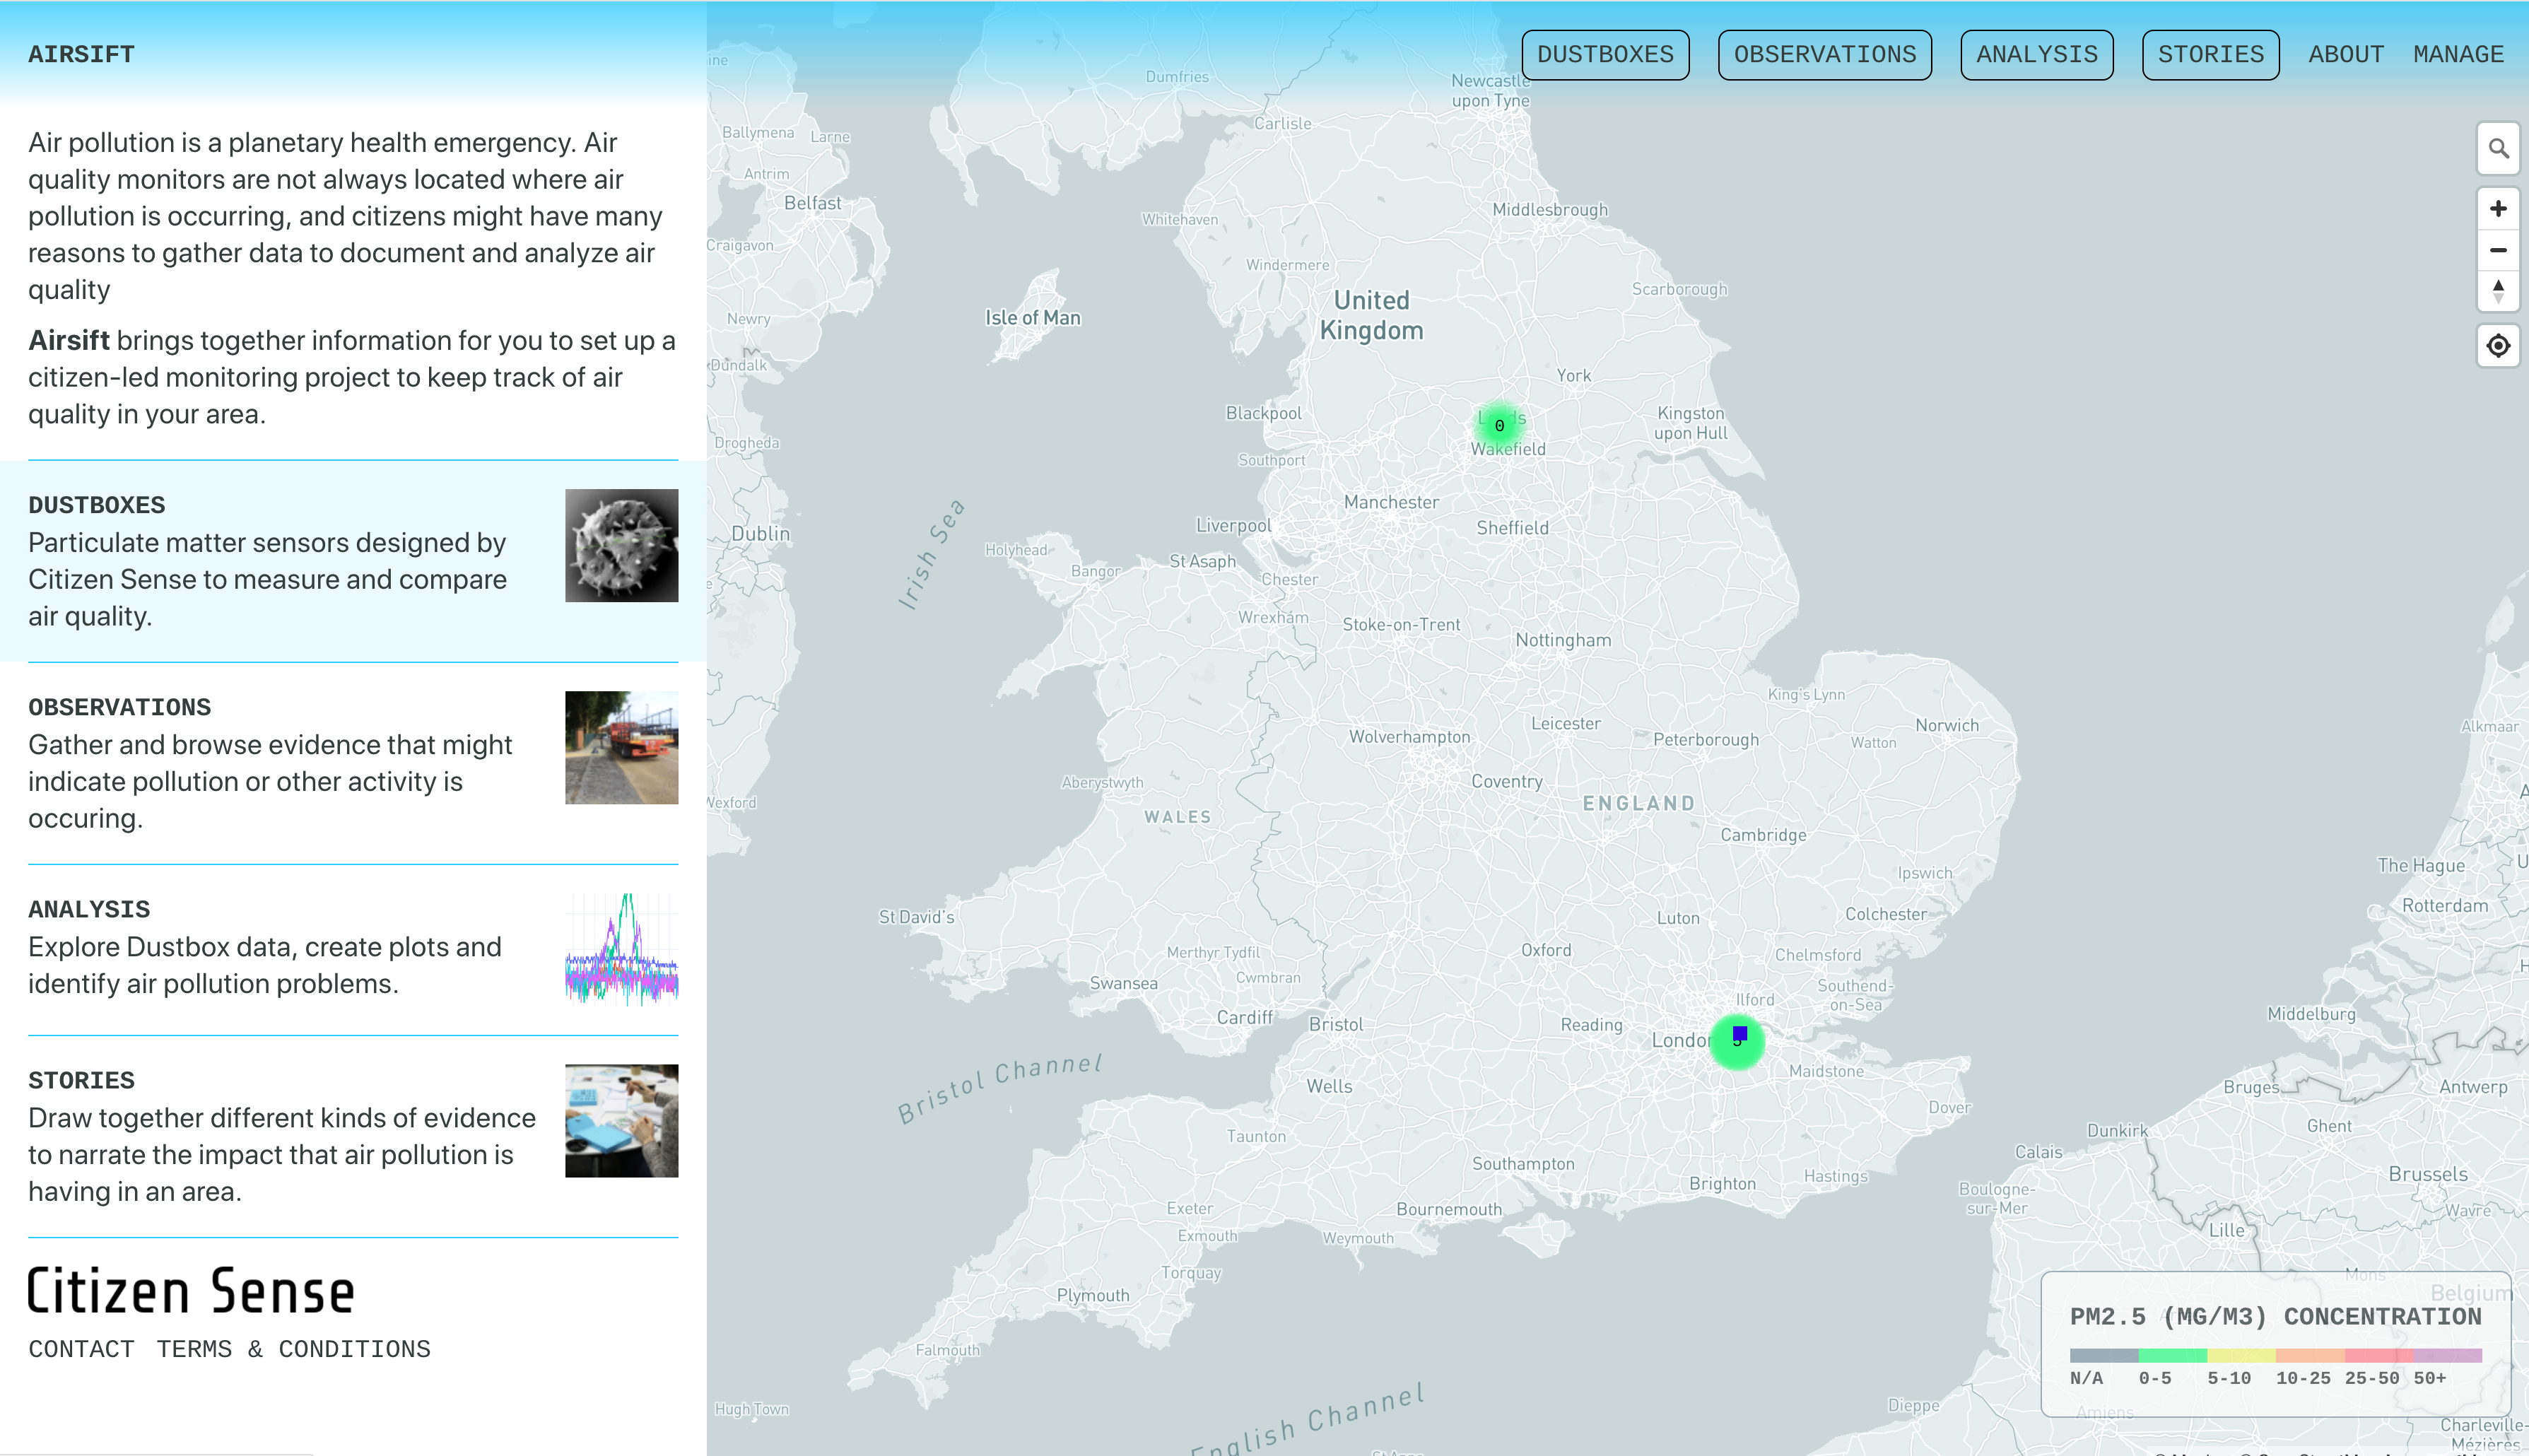 AIRSIFT
DUSTBOXES
OBSERVATIONS
ANALYSIS
STORIES
ABOUT
MANAGE
Air pollution is a planetary health emergency. Air
quality monitors are not always located where air
pollution is occurring, and citizens might have many
reasons to gather data to document and analyze air
quality
Airsift brings together information for you to set up a
citizen-led monitoring project to keep track of air
quality in your area.
DUSTBOXES
Particulate matter sensors designed by
Citizen Sense to measure and compare
air quality.
OBSERVATIONS
Gather and browse evidence that might
indicate pollution or other activity is
occuring.
ANALYSIS
Explore Dustbox data, create plots and
identify air pollution problems.
STORIES
Draw together different kinds of evidence
to narrate the impact that air pollution is
having in an area.
Citizen Sense
CONTACT TERMS & CONDITIONS
Dumfries
Newcastle
upon Tyne
Carlisle
Ballymena
Larne
Antrim
Belfast
Whitehaven
Middlesbrough
Craigavon
Windermere
Scarborough
United
Kingdom
Isle of Man
Newry
Dundalk
York
Blackpool
0
Kingston
upon Hull
Drogheda
Wakefield
Southport
Manchester
Liverpool
Sheffield
Dublin
Irish Sea
Holyhead
Bangor
St Asaph
Chester
Wrexham
Stoke-on-Trent
Nottingham
King's Lynn
Leicester
Norwich
Wolverhampton
Peterborough
Watton
Alkmaar
Aberystwyth
Coventry
Wexford
ENGLAND
WALES
Cambridge
The Hague
Ipswich
Rotterdam
St David's
Luton
Colchester
Merthyr Tydfil
Oxford
Chelmsford
Swansea
Cwmbran
Southend-
on-Sea
Ilford
Cardiff
Bristol
Reading
London
Middelburg
Bristol Channel
Maidstone
Wells
Bruges
Antwerp
Dover
Taunton
Dunkirk
Ghent
Calais
Southampton
Brighton
Hastings
Brussels
Boulogne-
sur-Mer
Exeter
Bournemouth
Wavre
Exmouth
Weymouth
Lille
Torquay
Mons
Plymouth
Belgium
Falmouth
PM2.5 (MG/M3) CONCENTRATION
N/A 0-5 5-10 10-25 25-50 50+
Hugh Town
English Channel
Dieppe
Amiens
Charleville-
Mézières